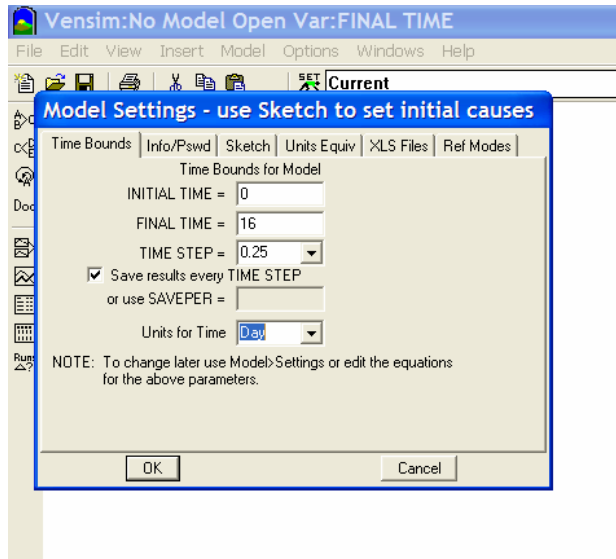 Vensim:No Model Open Var:FINAL TIME
File Edit View Insert Model Options Windows Help
SET Current
Model Settings - use Sketch to set initial causes
Time Bounds Info/Pswd Sketch Units Equiv XLS Files Ref Modes
Time Bounds for Model
INITIAL TIME = 0
FINAL TIME = 16
TIME STEP = 0.25
Save results every TIME STEP
or use SAVEPER =
Units for Time Day
NOTE: To change later use Model>Settings or edit the equations
for the above parameters.
OK Cancel
Doc
Runs